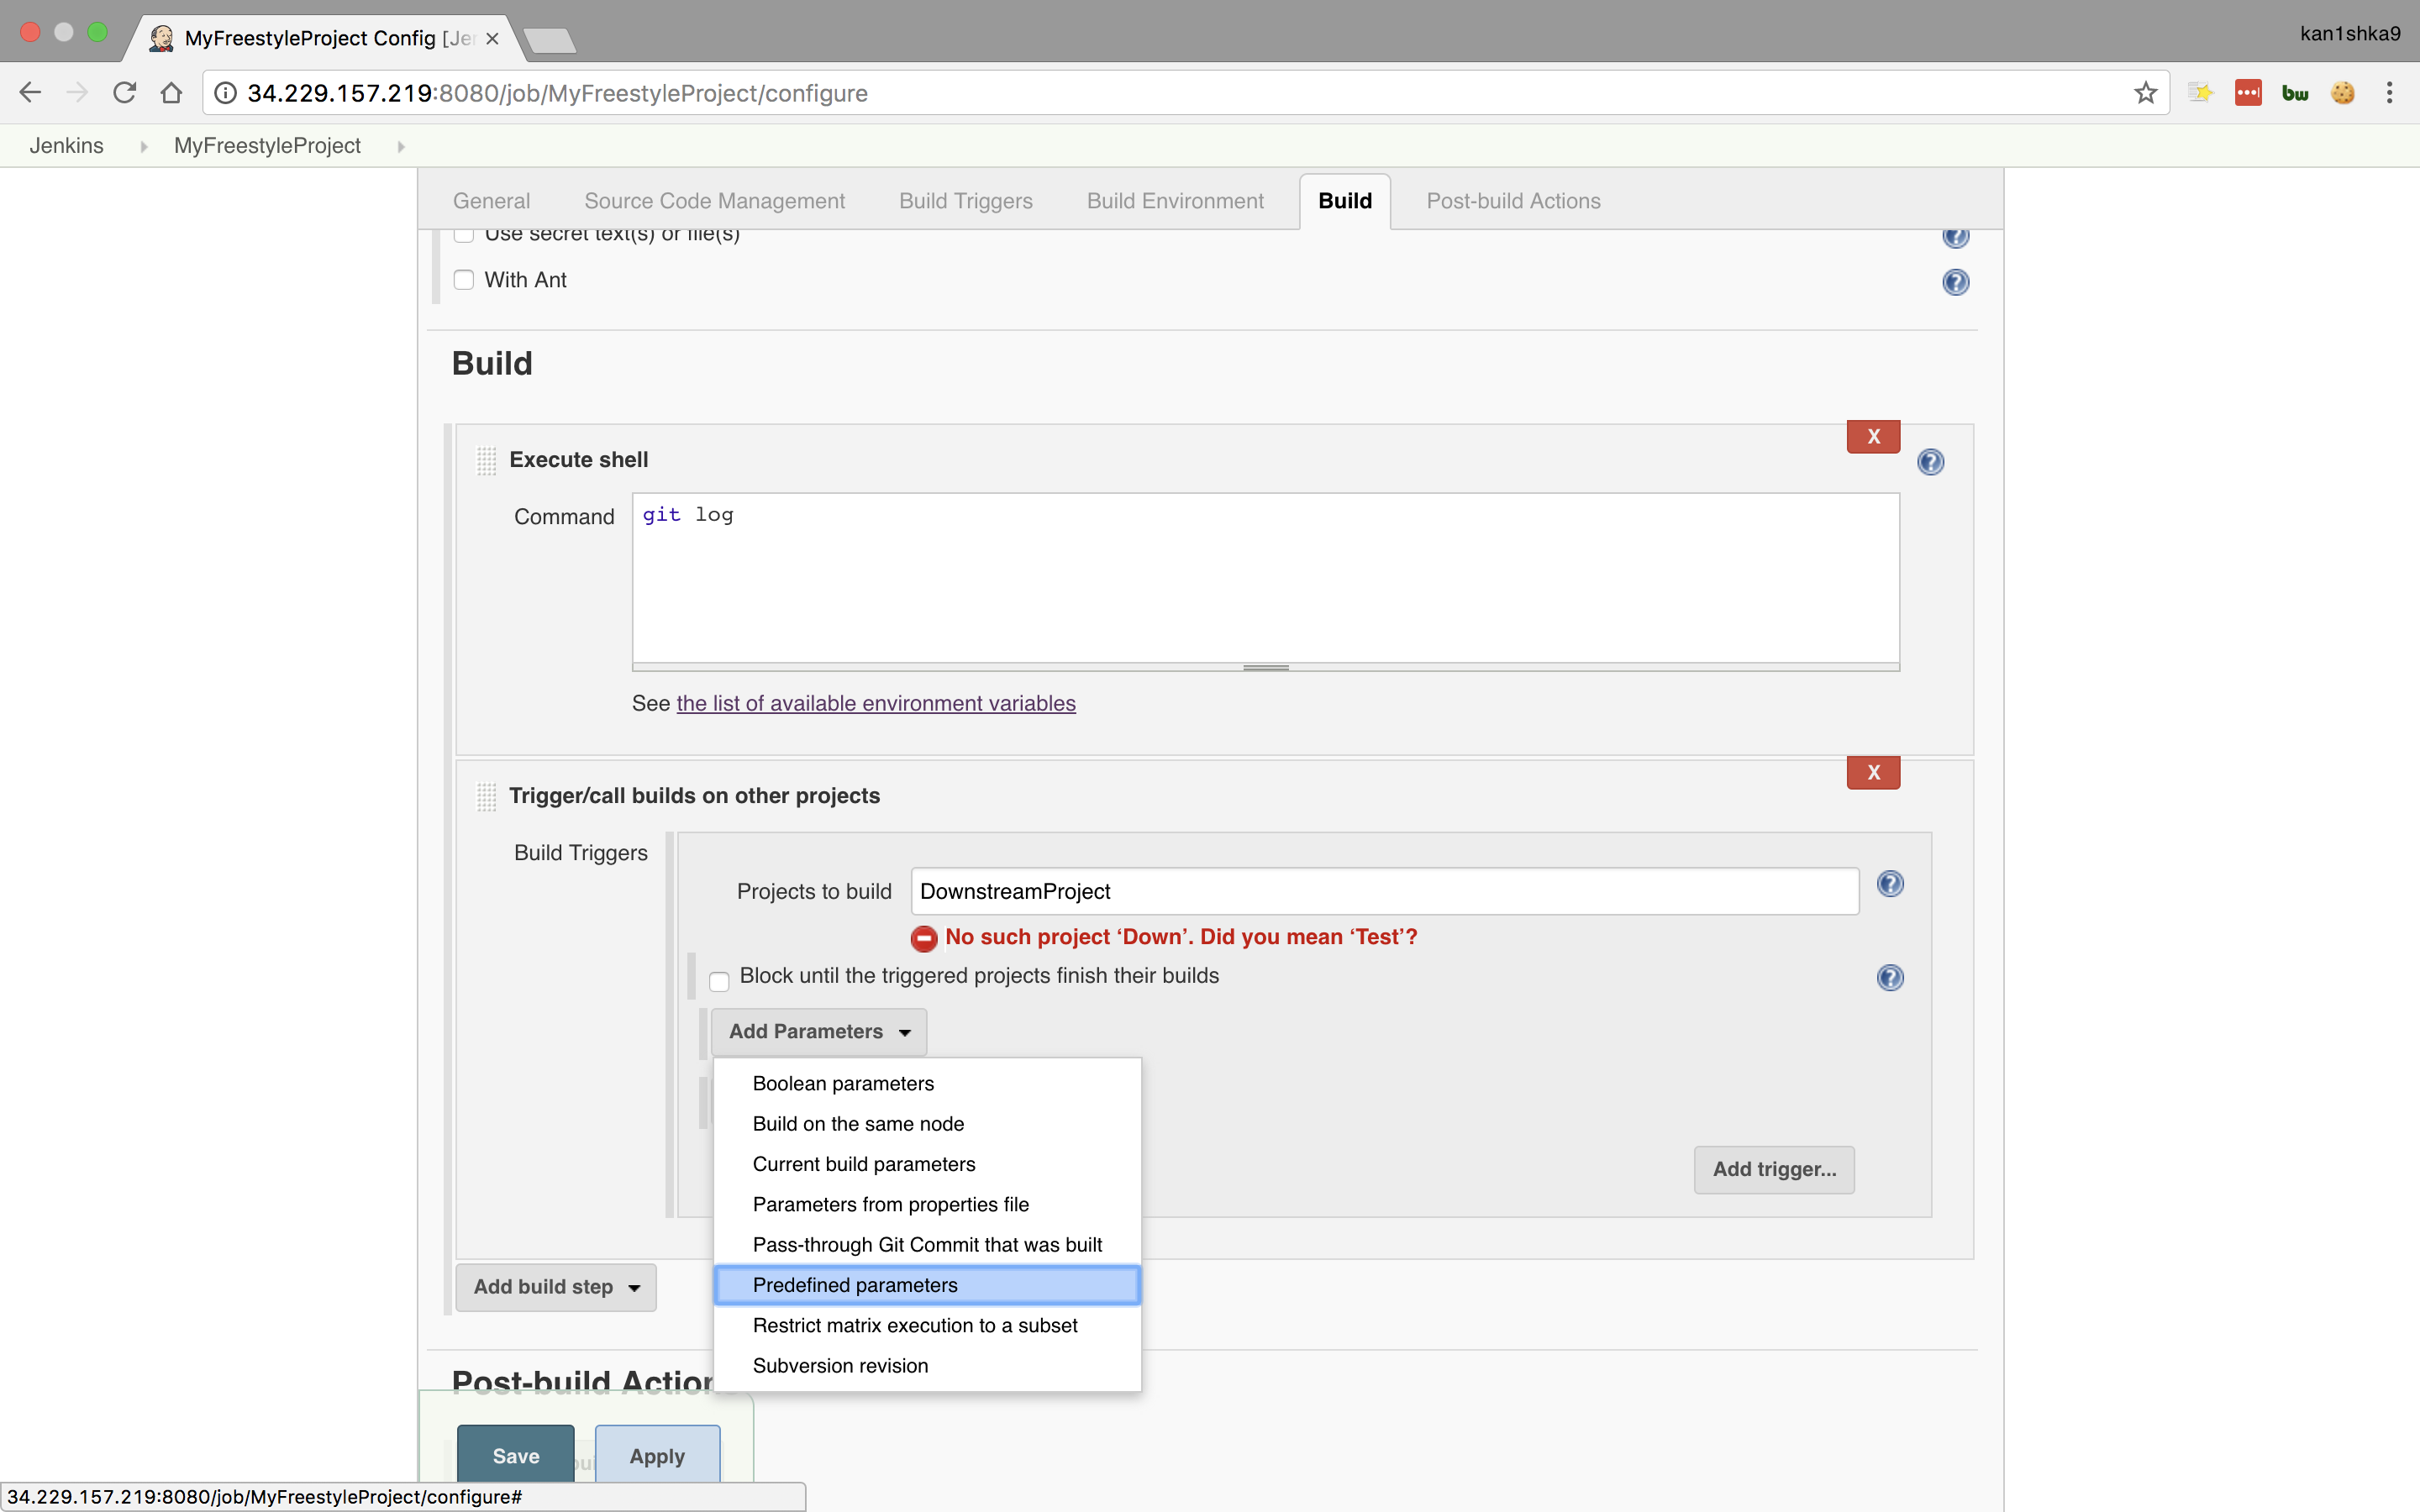 MyFreestyleProject Config [Je
kan1shka9
34.229.157.219:8080/job/MyFreestyleProject/configure
bw
Jenkins MyFreestyleProject
General Source Code Management Build Triggers Build Environment Build Post-build Actions
Use secret text(s) or file(s)
With Ant
Build
X
Execute shell
Command git log
See the list of available environment variables
X
Trigger/call builds on other projects
Build Triggers
Projects to build DownstreamProject
No such project ‘Down’. Did you mean ‘Test’?
Block until the triggered projects finish their builds
Add Parameters
Boolean parameters
Build on the same node
Current build parameters
Add trigger...
Parameters from properties file
Pass-through Git Commit that was built
Predefined parameters
Add build step
Restrict matrix execution to a subset
Subversion revision
Post-build Action
Save Apply
34.229.157.219:8080/job/MyFreestyleProject/configure#